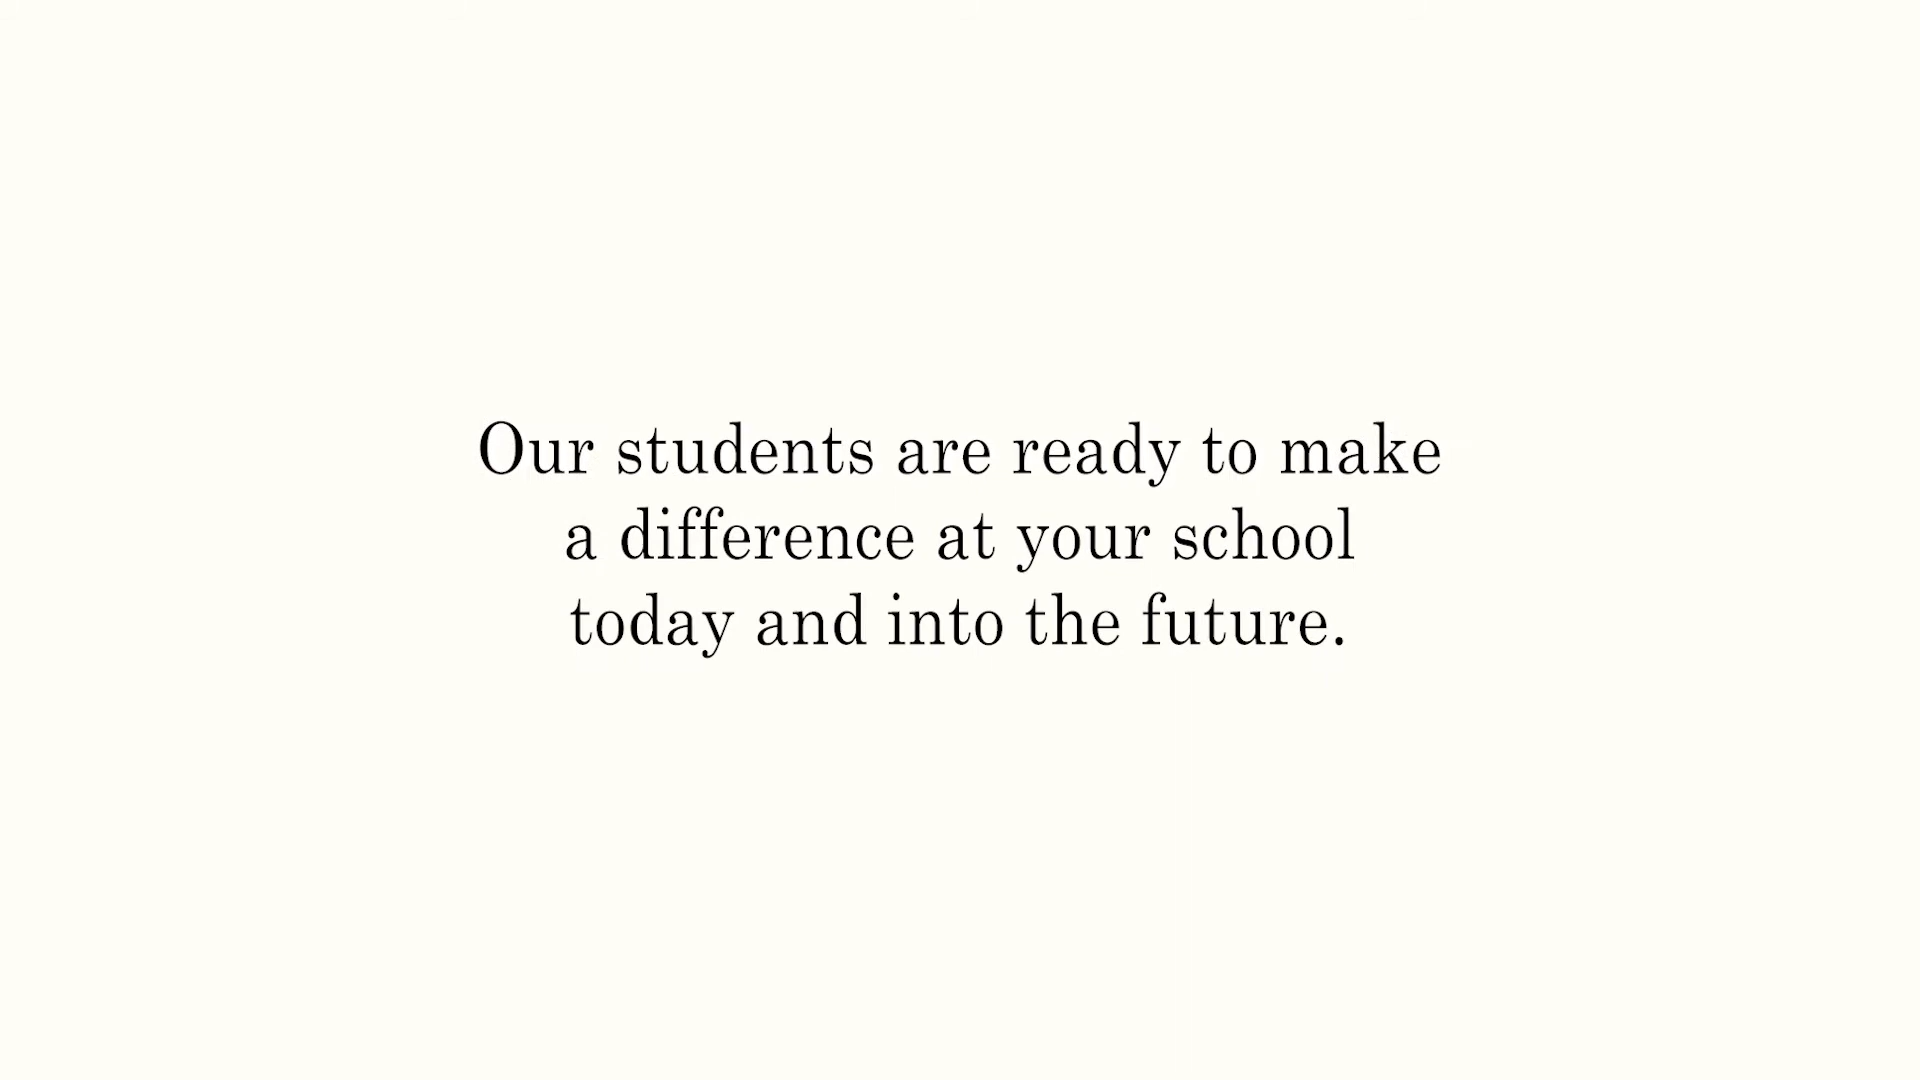 Our students are ready to make
a difference at your school
today and into the future.